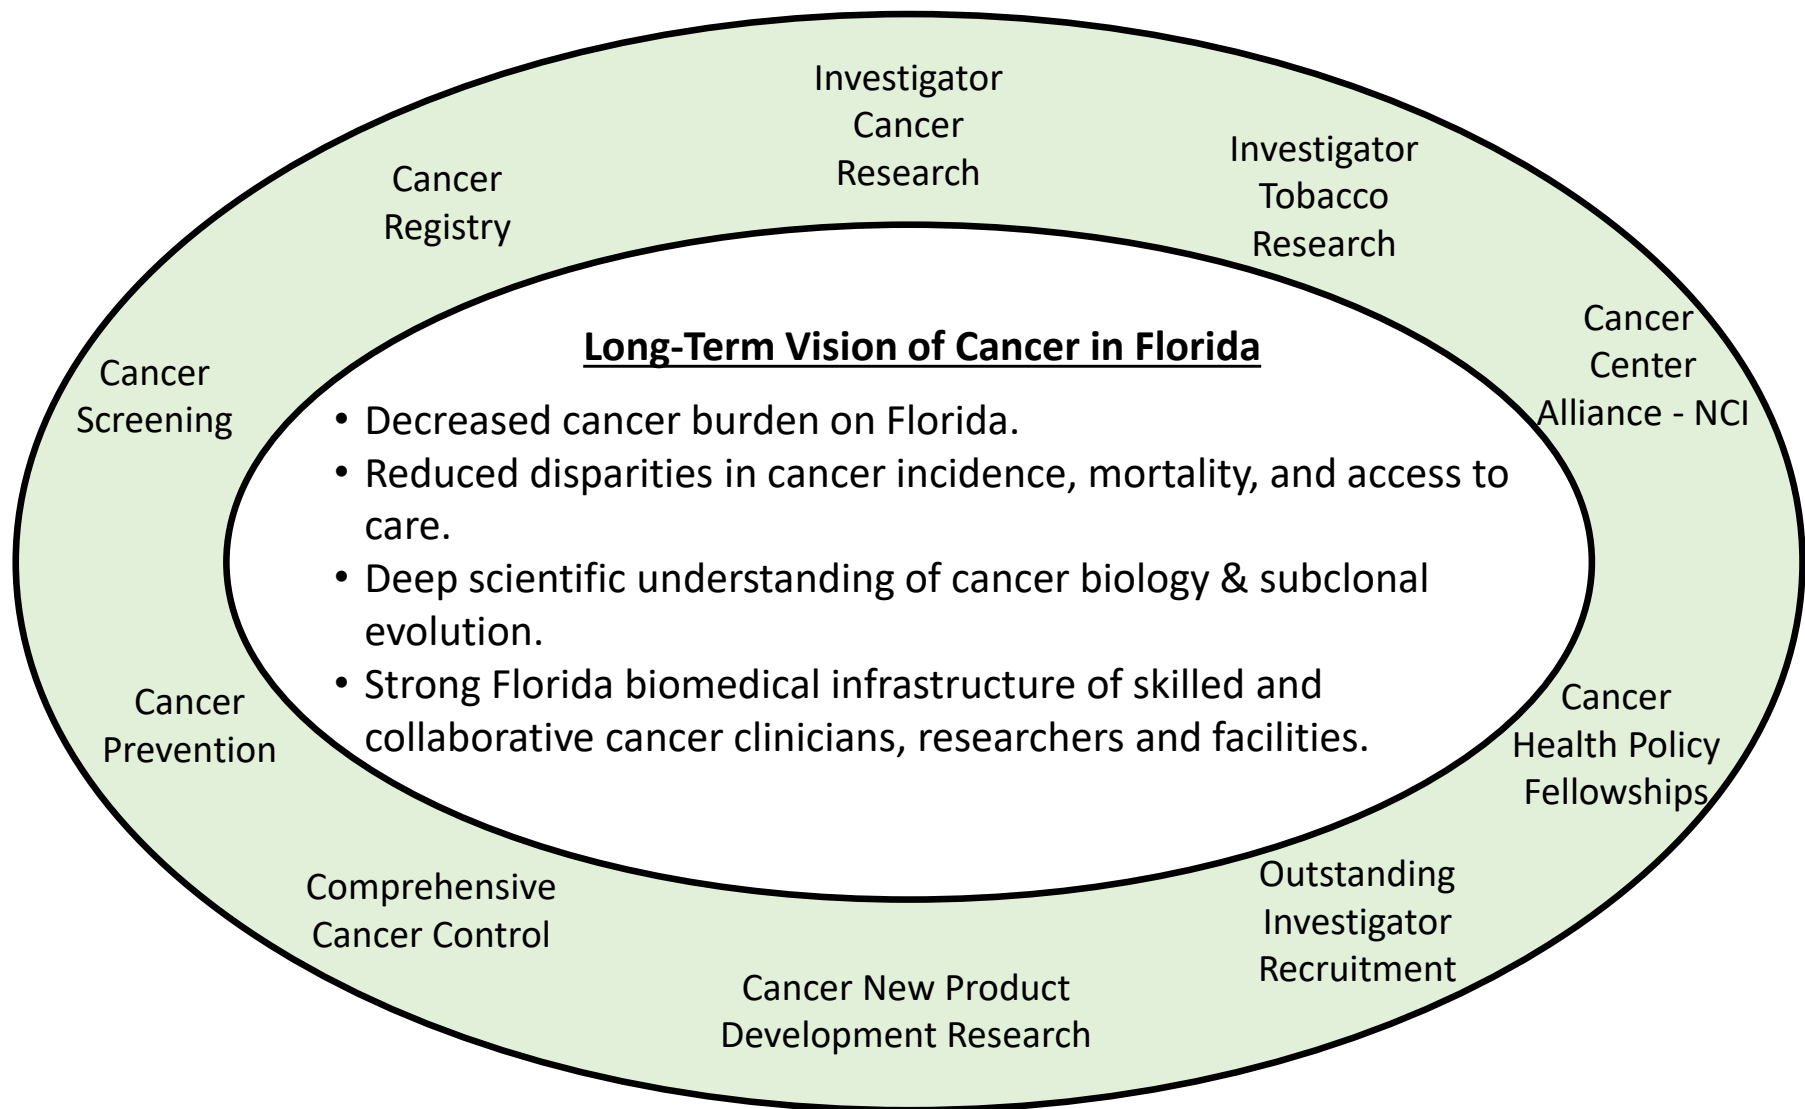 Investigator
Cancer
Research
Investigator
Tobacco
Research
Cancer
Center
Alliance - NCI
Cancer
Health Policy
Fellowships
Outstanding
Investigator
Recruitment
Cancer New Product
Development Research
Comprehensive
Cancer Control
Cancer
Prevention
Cancer
Screening
Cancer
Registry
Long-Term Vision of Cancer in Florida
• Decreased cancer burden on Florida.
• Reduced disparities in cancer incidence, mortality, and access to
care.
• Deep scientific understanding of cancer biology & subclonal
evolution.
• Strong Florida biomedical infrastructure of skilled and
collaborative cancer clinicians, researchers and facilities.